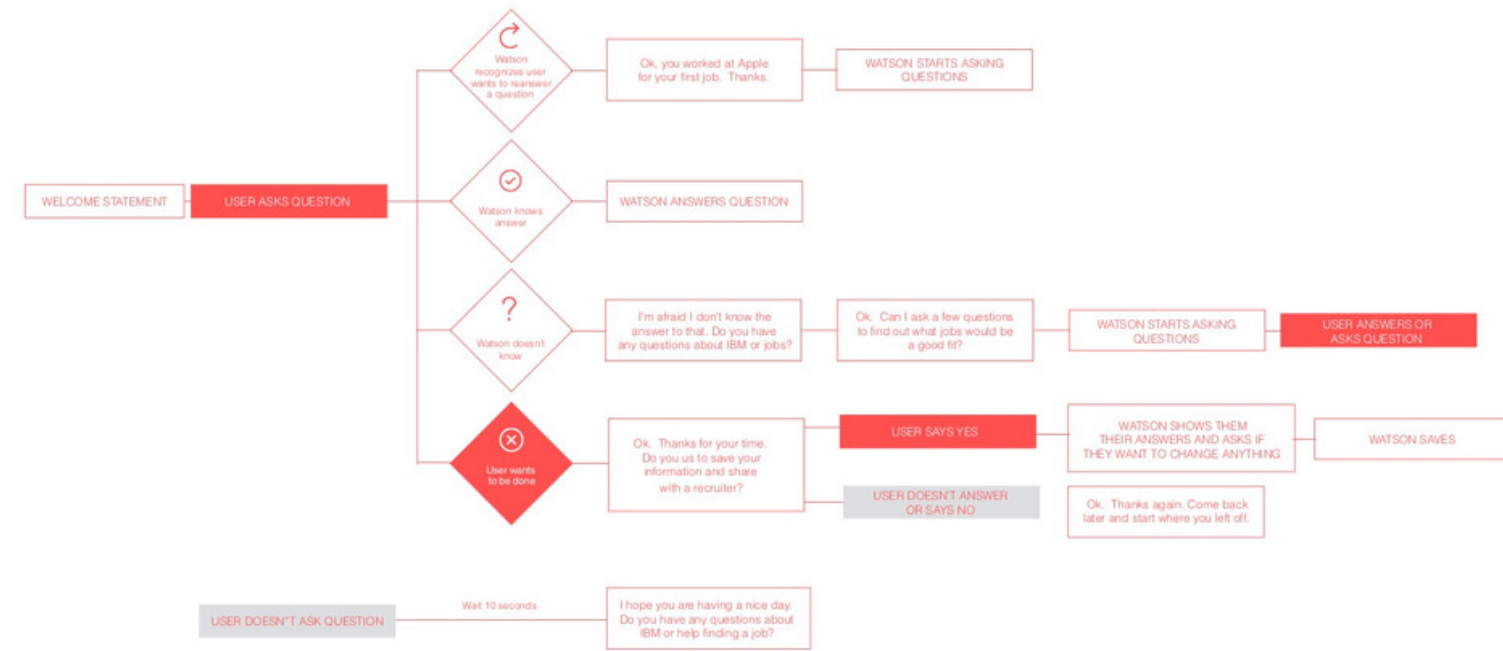 Watson
recognizes user
wants to reanswer
a question
Ok, you worked at Apple
for your first job. Thanks.
WATSON STARTS ASKING
QUESTIONS
WELCOME STATEMENT
USER ASKS QUESTION
Watson knows
answer
WATSON ANSWERS QUESTION
?
Watson doesn't
know
I'm afraid I don't know the
answer to that. Do you have
any questions about IBM or jobs?
Ok. Can I ask a few questions
to find out what jobs would be
a good fit?
WATSON STARTS ASKING
QUESTIONS
USER ANSWERS OR
ASKS QUESTION
User wants
to be done
Ok. Thanks for your time.
Do you us to save your
information and share
with a recruiter?
USER SAYS YES
WATSON SHOWS THEM
THEIR ANSWERS AND ASKS IF
THEY WANT TO CHANGE ANYTHING
WATSON SAVES
USER DOESN'T ANSWER
OR SAYS NO
Ok. Thanks again. Come back
later and start where you left off.
USER DOESN"T ASK QUESTION
Wait 10 seconds
I hope you are having a nice day.
Do you have any questions about
IBM or help finding a job?